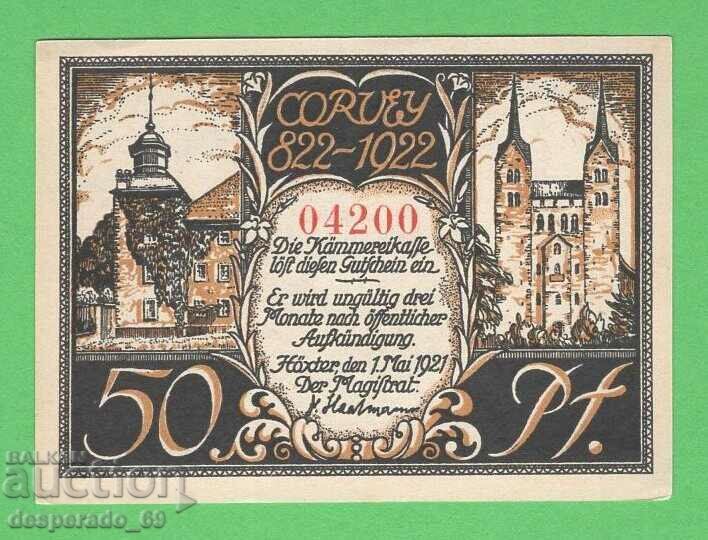 CORVEY
822-1922
04200
Die Kämmereikasse
löst diesen Gutschein ein
Er wird ungültig drei
Monate nach öffentlicher
Aufkündigung.
Höxter, den 1. Mai 1921
Der Magistrat.
50 Pf.
BALKAN
auction
desperado_69